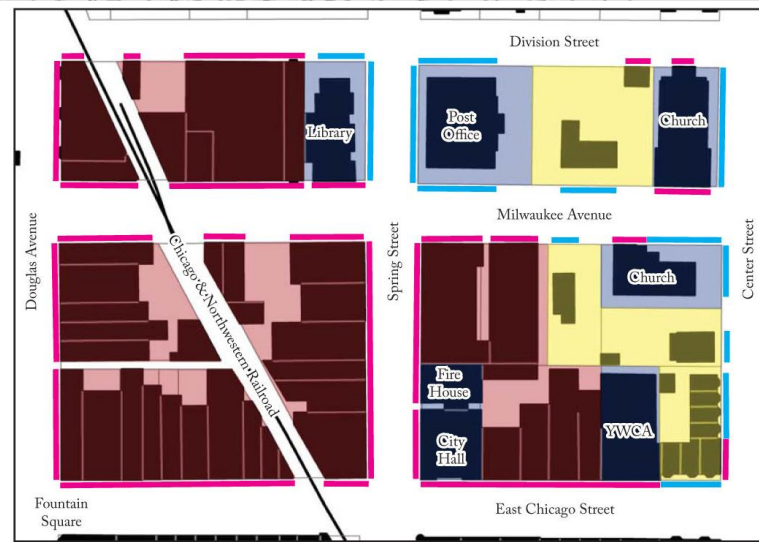 Division Street
Library
Post
Office
Church
Milwaukee Avenue
Douglas Avenue
Chicago & Northwestern Railroad
Spring Street
Center Street
Church
Fire
House
City
Hall
YWCA
Fountain
Square
East Chicago Street